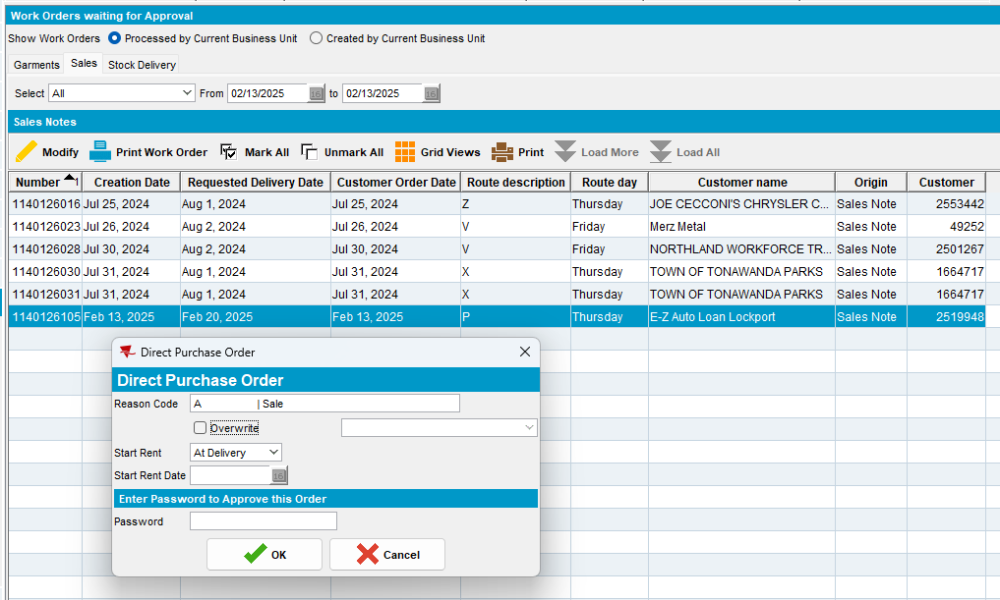 Work Orders waiting for Approval
Show Work Orders Processed by Current Business Unit Created by Current Business Unit
Garments Sales Stock Delivery
Select All From 02/13/2025 16 to 02/13/2025 16
Sales Notes
Modify Print Work Order Mark All Unmark All Grid Views Print Load More Load All
Number 1 Creation Date Requested Delivery Date Customer Order Date Route description Route day Customer name Origin Customer
1140126016 Jul 25, 2024 Aug 1, 2024 Jul 25, 2024 Z Thursday JOE CECCONI'S CHRYSLER C... Sales Note 2553442
1140126023 Jul 26, 2024 Aug 2, 2024 Jul 26, 2024 V Friday Merz Metal Sales Note 49252
1140126028 Jul 30, 2024 Aug 2, 2024 Jul 30, 2024 V Friday NORTHLAND WORKFORCE TR... Sales Note 2501267
1140126030 Jul 31, 2024 Aug 1, 2024 Jul 31, 2024 X Thursday TOWN OF TONAWANDA PARKS Sales Note 1664717
1140126031 Jul 31, 2024 Aug 1, 2024 Jul 31, 2024 X Thursday TOWN OF TONAWANDA PARKS Sales Note 1664717
1140126105 Feb 13, 2025 Feb 20, 2025 Feb 13, 2025 P Thursday E-Z Auto Loan Lockport Sales Note 2519948
Direct Purchase Order
Direct Purchase Order
Reason Code A Sale
Overwrite
Start Rent At Delivery
Start Rent Date 16
Enter Password to Approve this Order
Password
OK Cancel